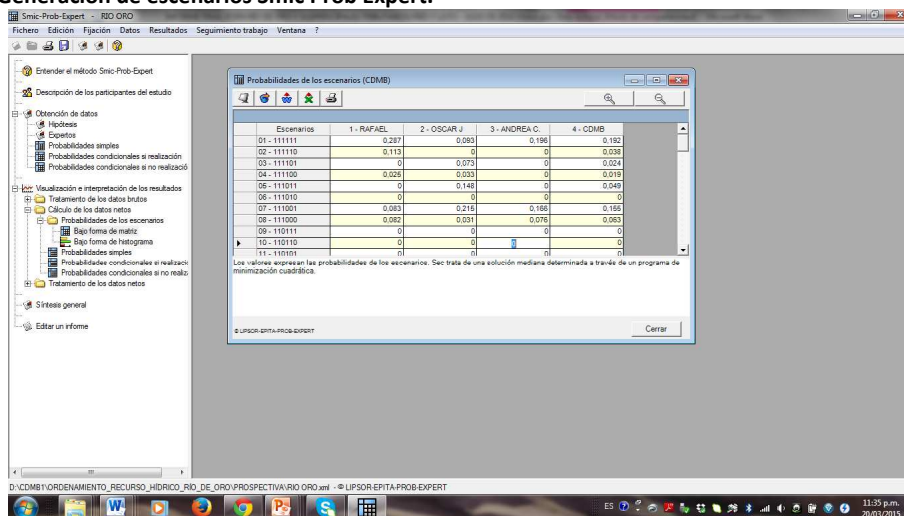 Generación de escenarios Smic Prob Expert.
Smic-Prob-Expert - RIO ORO
Fichero Edición Fijación Datos Resultados Seguimiento trabajo Ventana ?
Entender el método Smic-Prob-Expert
Descripción de los participantes del estudio
Obtención de datos
Hipótesis
Expertos
Probabilidades simples
Probabilidades condicionales si realización
Probabilidades condicionales si no realizació
Visualización e interpretación de los resultados
Tratamiento de los datos brutos
Cálculo de los datos netos
Probabilidades de los escenarios
Bajo forma de matriz
Bajo forma de histograma
Probabilidades simples
Probabilidades condicionales si realizació
Probabilidades condicionales si no realiz
Tratamiento de los datos netos
Síntesis general
Editar un informe
Probabilidades de los escenarios (CDMB)
Escenarios 1 - RAFAEL 2 - OSCAR J 3 - ANDREA C. 4 - CDMB
01 - 111111 0,287 0,093 0,196 0,192
02 - 111110 0,113 0 0 0,038
03 - 111101 0 0,073 0 0,024
04 - 111100 0,025 0,033 0 0,019
05 - 111011 0 0,148 0 0,049
06 - 111010 0 0 0 0
07 - 111001 0,083 0,215 0,166 0,155
08 - 111000 0,082 0,031 0,076 0,063
09 - 110111 0 0 0 0
10 - 110110 0 0 0 0
11 - 110101 0 0 0 0
Los valores expresan las probabilidades de los escenarios. Sec trata de una solución mediana determinada a través de un programa de
minimización cuadrática.
© LIPSOR-EPITA-PROB-EXPERT
Cerrar
D:\CDMB1\ORDENAMIENTO_RECURSO_HÍDRICO_RÍO_DE_ORO\PROSPECTIVA\RIO ORO.xml - © LIPSOR-EPITA-PROB-EXPERT
ES 11:35 p.m.
20/03/2015